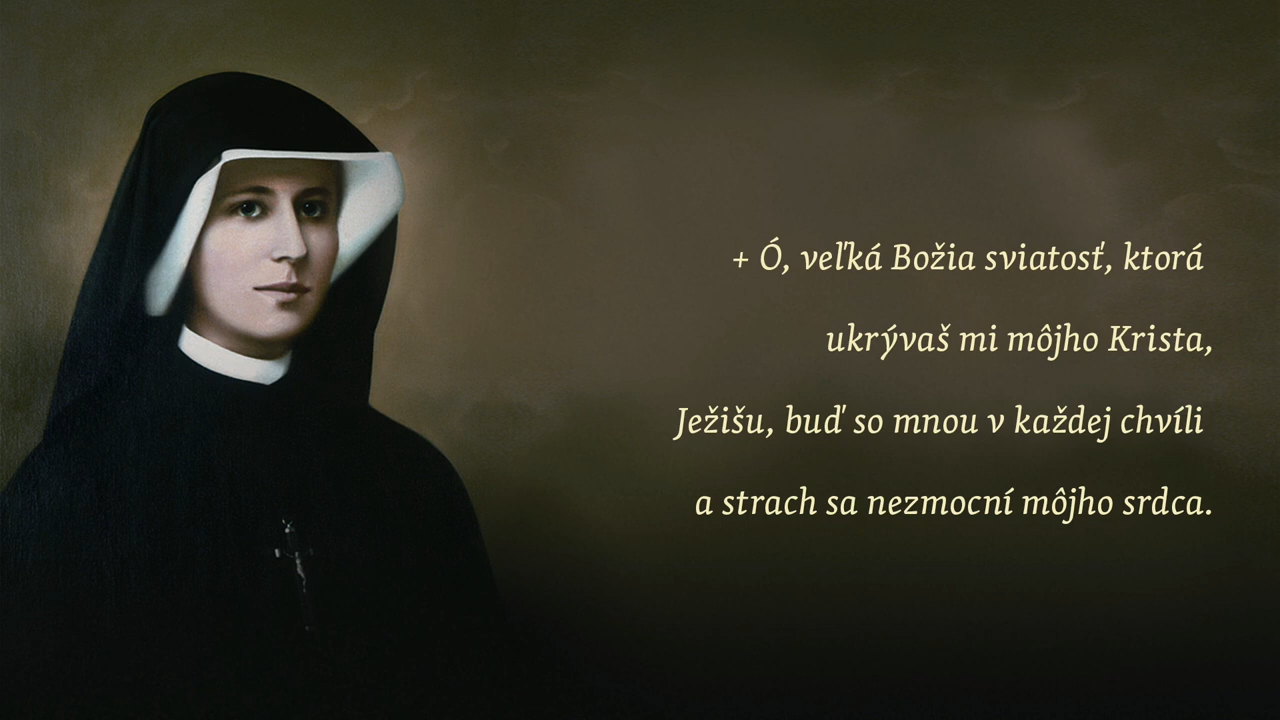 + Ó, veľká Božia sviatosť, ktorá
ukrývaš mi môjho Krista,
Ježišu, buď so mnou v každej chvíli
a strach sa nezmocní môjho srdca.